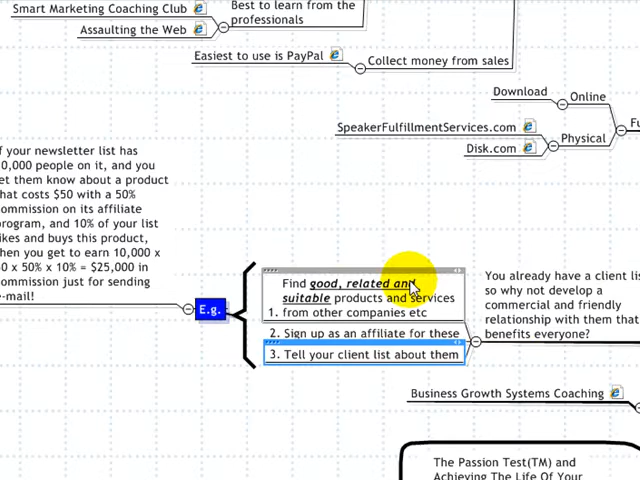 Smart Marketing Coaching Club
Assaulting the Web
Best to learn from the
professionals
Easiest to use is PayPal
Collect money from sales
Download
Online
SpeakerFulfillmentServices.com
Physical
Disk.com
f your newsletter list has
0,000 people on it, and you
et them know about a product
hat costs $50 with a 50%
ommission on its affiliate
rogram, and 10% of your list
ikes and buys this product,
hen you get to earn 10,000 x
0 x 50% x 10% = $25,000 in
ommission just for sending
e-mail!
E.g.
Find good, related and
suitable products and services
1. from other companies etc
2. Sign up as an affiliate for these
3. Tell your client list about them
You already have a client lis
so why not develop a
commercial and friendly
relationship with them that
benefits everyone?
Business Growth Systems Coaching
The Passion Test(TM) and
Achieving The Life Of Your